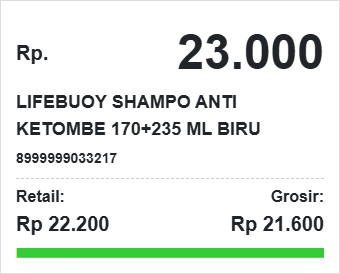 Rp. 23.000
LIFEBUOY SHAMPO ANTI
KETOMBE 170+235 ML BIRU
8999999033217
Retail: Grosir:
Rp 22.200 Rp 21.600